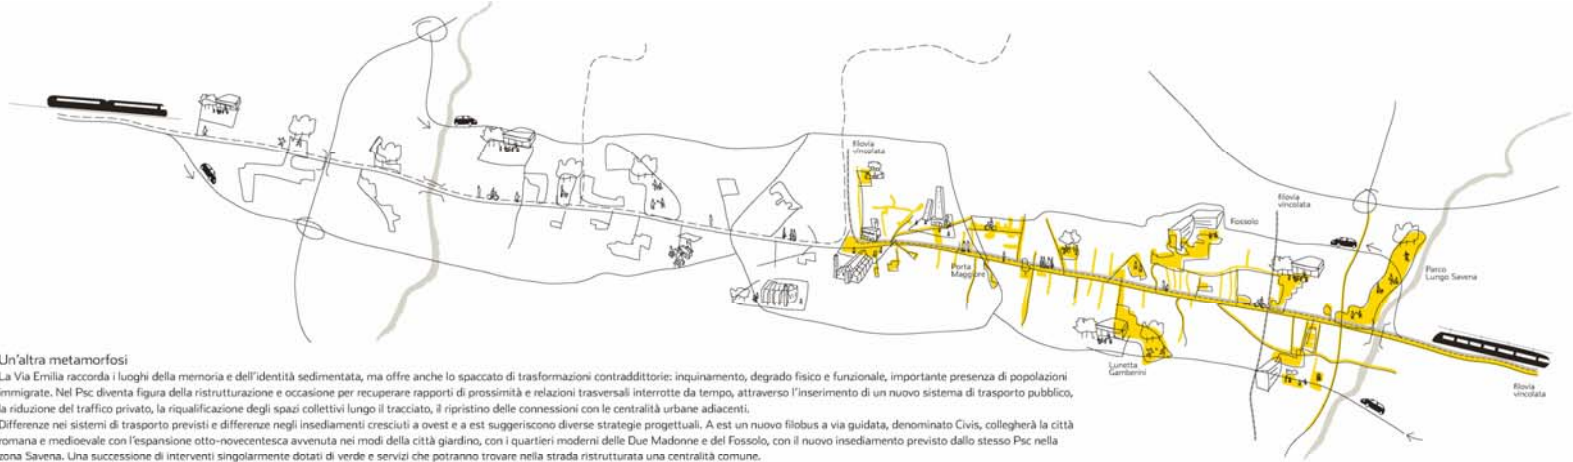 filovia
vincolata
filovia
vincolata
Fossolo
Porta
Maggiore
Parco
Lungo Savena
Lunetta
Gamberini
filovia
vincolata
Un'altra metamorfosi
La Via Emilia raccorda i luoghi della memoria e dell'identità sedimentata, ma offre anche lo spaccato di trasformazioni contraddittorie: inquinamento, degrado fisico e funzionale, importante presenza di popolazioni
immigrate. Nel Psc diventa figura della ristrutturazione e occasione per recuperare rapporti di prossimità e relazioni trasversali interrotte da tempo, attraverso l'inserimento di un nuovo sistema di trasporto pubblico,
la riduzione del traffico privato, la riqualificazione degli spazi collettivi lungo il tracciato, il ripristino delle connessioni con le centralità urbane adiacenti.
Differenze nei sistemi di trasporto previsti e differenze negli insediamenti cresciuti a ovest e a est suggeriscono diverse strategie progettuali. A est un nuovo filobus a via guidata, denominato Civis, collegherà la città
romana e medioevale con l'espansione otto-novecentesca avvenuta nei modi della città giardino, con i quartieri moderni delle Due Madonne e del Fossolo, con il nuovo insediamento previsto dallo stesso Psc nella
zona Savena. Una successione di interventi singolarmente dotati di verde e servizi che potranno trovare nella strada ristrutturata una centralità comune.